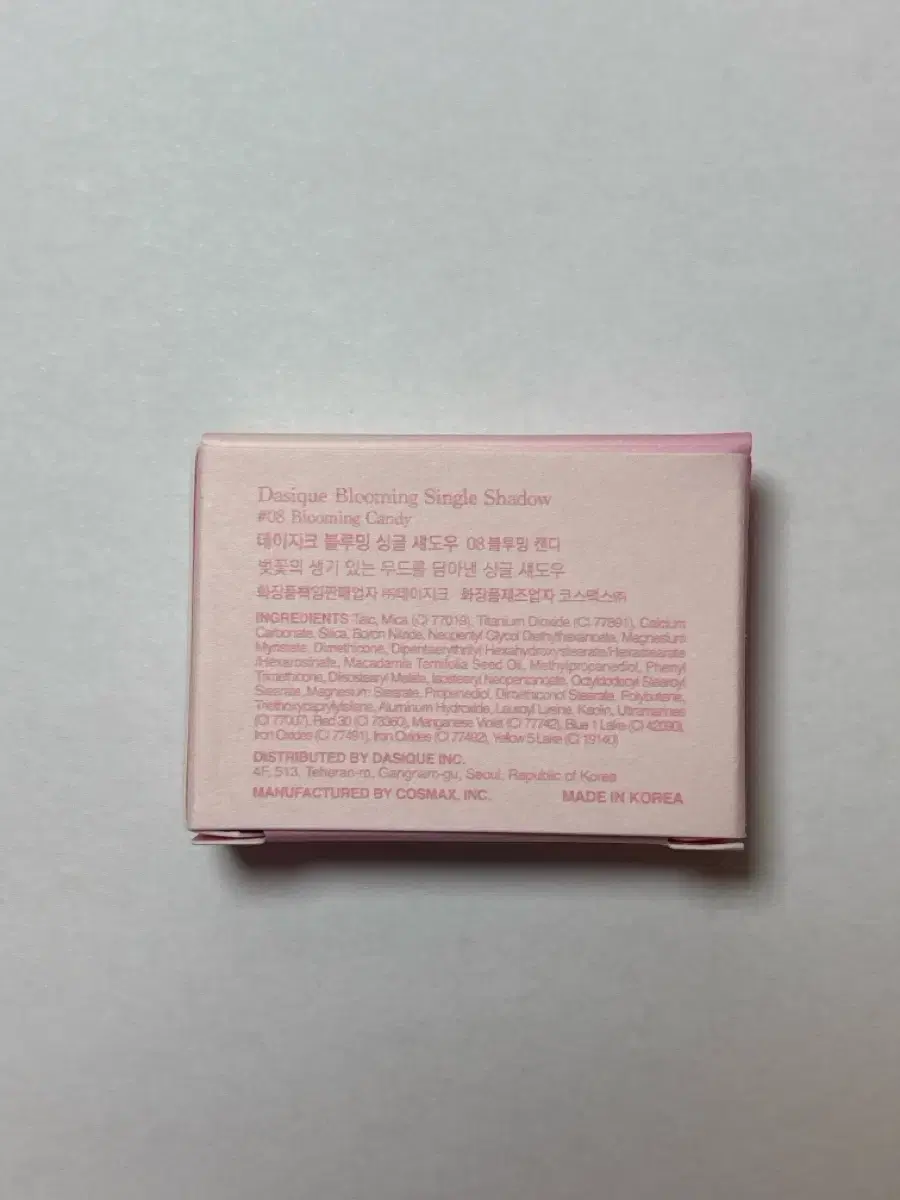 Dasique Blooming Single Shadow
#08 Blooming Candy
데이지크 블루밍 싱글 섀도우 08 블루밍 캔디
벚꽃의 생기 있는 무드를 담아낸 싱글 섀도우
화장품책임판매업자 ㈜데이지크 화장품제조업자 코스맥스㈜
INGREDIENTS Talc, Mica (CI 77019), Titanium Dioxide (CI 77891), Calcium
Carbonate, Silica, Boron Nitride, Neopentyl Glycol Diethylhexanoate, Magnesium
Myristate, Dimethicone, Dipentaerythrityl Hexahydroxystearate/Hexastearate
/Hexarosinate, Macadamia Ternifolia Seed Oil, Methylpropanediol, Phenyl
Trimethicone, Diisostearyl Malate, Isostearyl Neopentanoate, Octyldodecyl Stearoyl
Stearate, Magnesium Stearate, Propanediol, Dimethiconol Stearate, Polybutene,
Triethoxycaprylylsilane, Aluminum Hydroxide, Lauroyl Lysine, Kaolin, Ultramarines
(CI 77007), Red 30 (CI 73360), Manganese Violet (CI 77742), Blue 1 Lake (CI 42090),
Iron Oxides (CI 77491), Iron Oxides (CI 77492), Yellow 5 Lake (CI 19140)
DISTRIBUTED BY DASIQUE INC.
4F, 513, Teheran-ro, Gangnam-gu, Seoul, Republic of Korea
MANUFACTURED BY COSMAX, INC. MADE IN KOREA